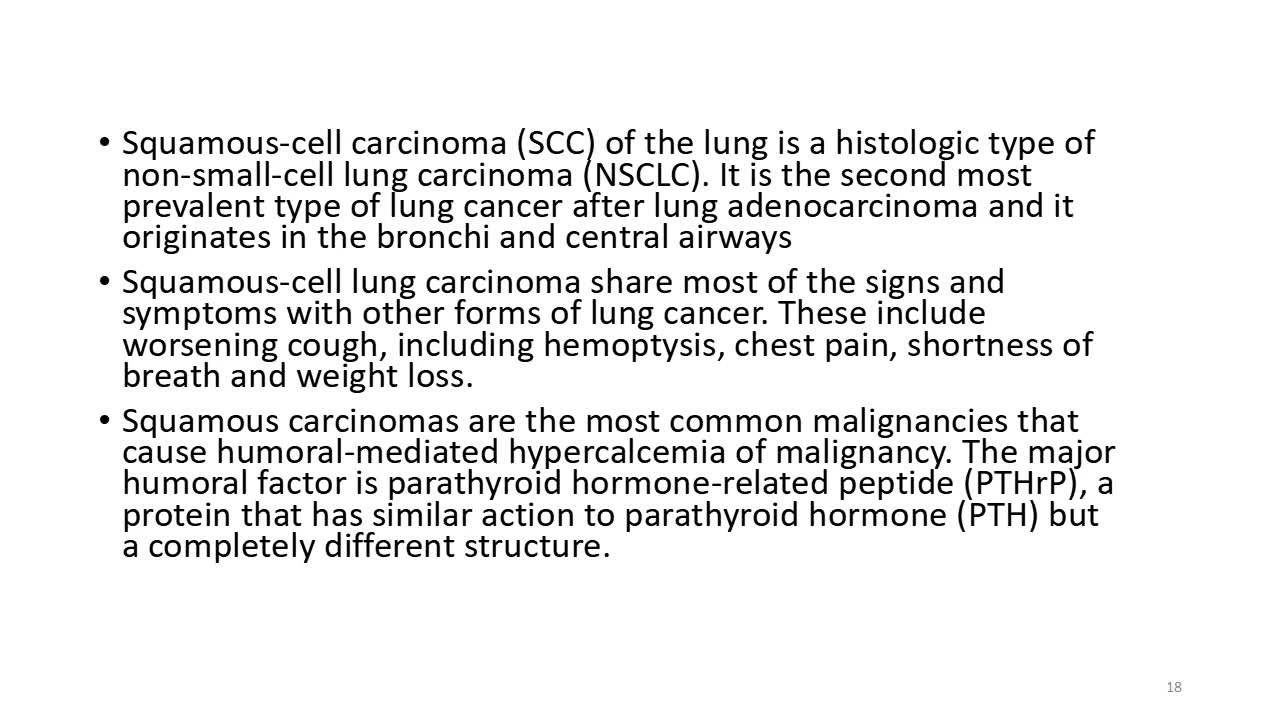 • Squamous-cell carcinoma (SCC) of the lung is a histologic type of
non-small-cell lung carcinoma (NSCLC). It is the second most
prevalent type of lung cancer after lung adenocarcinoma and it
originates in the bronchi and central airways
• Squamous-cell lung carcinoma share most of the signs and
symptoms with other forms of lung cancer. These include
worsening cough, including hemoptysis, chest pain, shortness of
breath and weight loss.
• Squamous carcinomas are the most common malignancies that
cause humoral-mediated hypercalcemia of malignancy. The major
humoral factor is parathyroid hormone-related peptide (PTHrP), a
protein that has similar action to parathyroid hormone (PTH) but
a completely different structure.
18